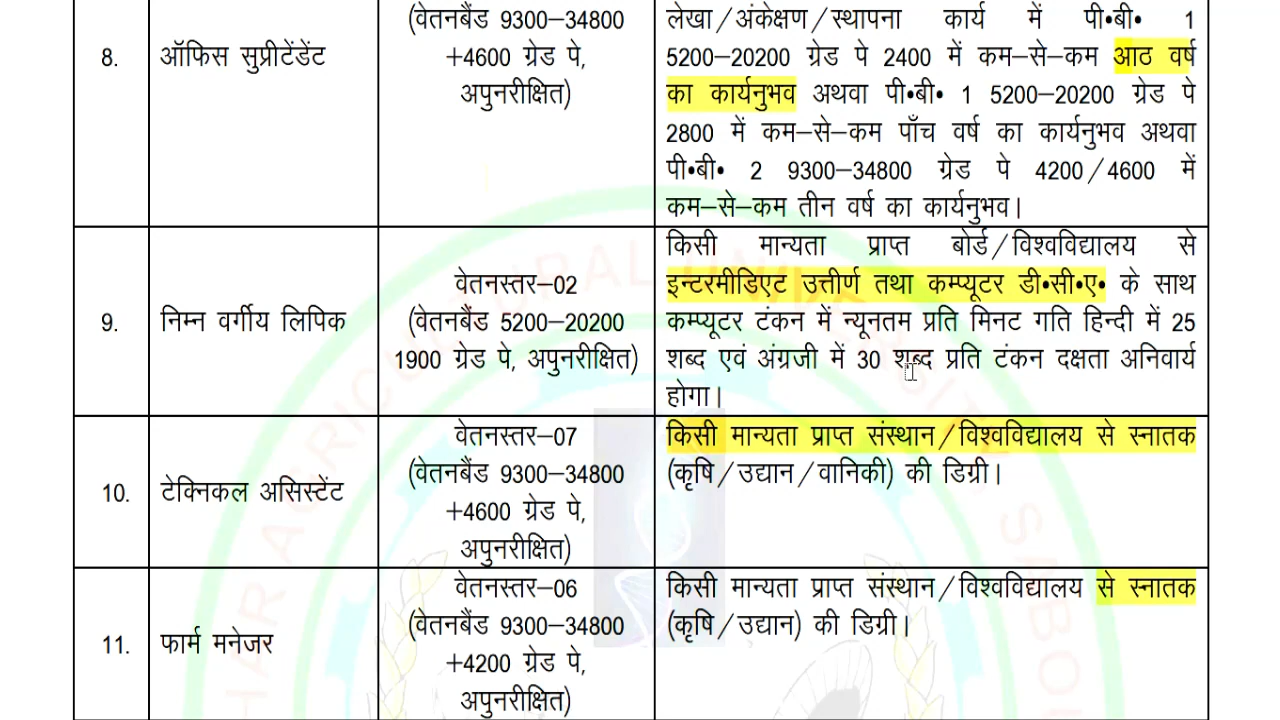 8.
ऑफिस सुप्रीटेंडेंट
(वेतनबैंड 9300–34800
+4600 ग्रेड पे,
अपुनरीक्षित)
लेखा/अंकेक्षण/स्थापना कार्य में पी•बी• 1
5200–20200 ग्रेड पे 2400 में कम–से–कम आठ वर्ष
का कार्यनुभव अथवा पी•बी• 1 5200–20200 ग्रेड पे
2800 में कम–से–कम पाँच वर्ष का कार्यनुभव अथवा
पी•बी• 2 9300–34800 ग्रेड पे 4200/4600 में
कम–से–कम तीन वर्ष का कार्यनुभव।
9.
निम्न वर्गीय लिपिक
वेतनस्तर–02
(वेतनबैंड 5200–20200
1900 ग्रेड पे, अपुनरीक्षित)
किसी मान्यता प्राप्त बोर्ड/विश्वविद्यालय से
इन्टरमीडिएट उत्तीर्ण तथा कम्प्यूटर डी•सी•ए• के साथ
कम्प्यूटर टंकन में न्यूनतम प्रति मिनट गति हिन्दी में 25
शब्द एवं अंग्रजी में 30 शब्द प्रति टंकन दक्षता अनिवार्य
होगा।
10.
टेक्निकल असिस्टेंट
वेतनस्तर–07
(वेतनबैंड 9300–34800
+4600 ग्रेड पे,
अपुनरीक्षित)
किसी मान्यता प्राप्त संस्थान/विश्वविद्यालय से स्नातक
(कृषि/उद्यान/वानिकी) की डिग्री।
11.
फार्म मनेजर
वेतनस्तर–06
(वेतनबैंड 9300–34800
+4200 ग्रेड पे,
अपुनरीक्षित)
किसी मान्यता प्राप्त संस्थान/विश्वविद्यालय से स्नातक
(कृषि/उद्यान) की डिग्री।